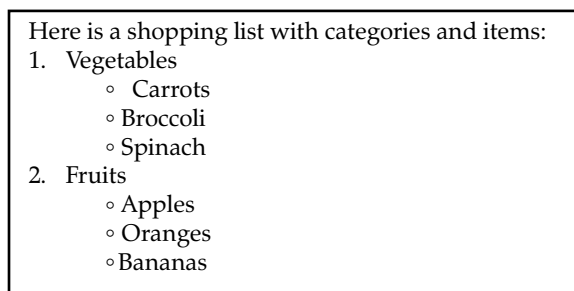 Here is a shopping list with categories and items:
1. Vegetables
◦ Carrots
◦ Broccoli
◦ Spinach
2. Fruits
◦ Apples
◦ Oranges
◦ Bananas